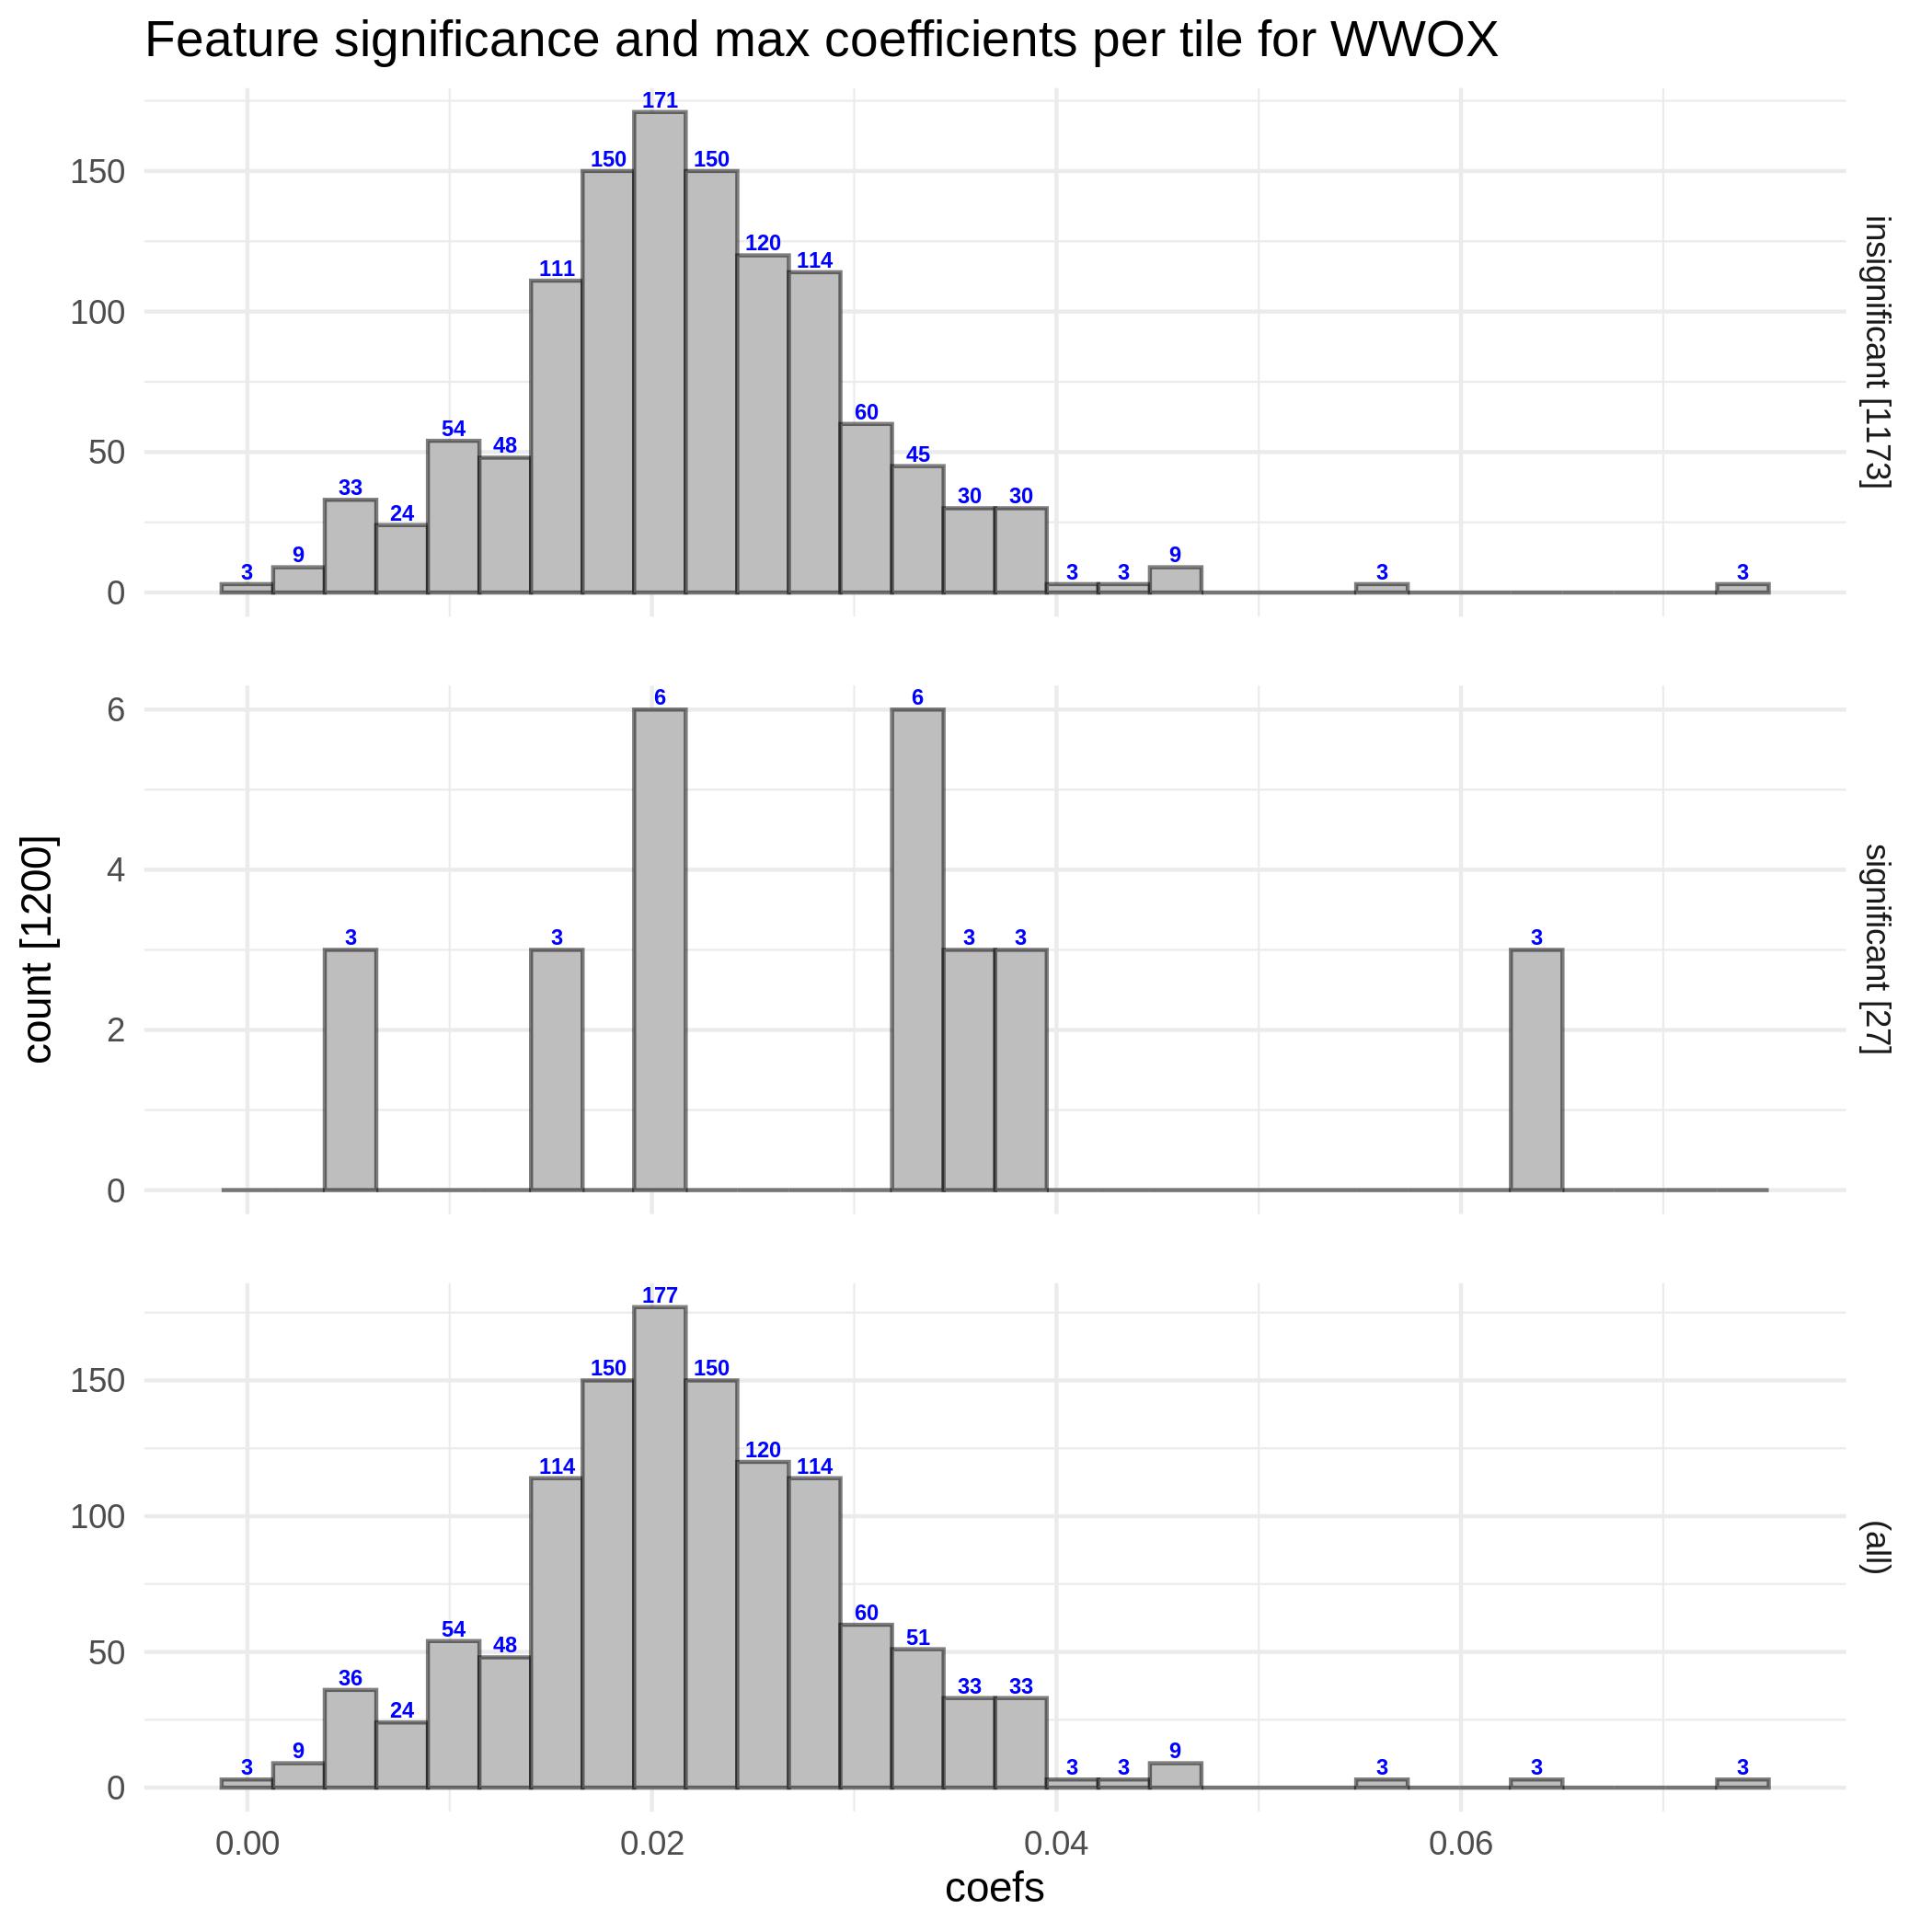 Feature significance and max coefficients per tile for WWOX
171
150 150 150
120
114
111
100
60
54
48
50
45
33
30 30
24
9 9
3 3 3 3 3
0
insignificant [1173]
6 6 6
4
3 3 3 3 3
2
0
significant [27]
count [1200]
177
150 150 150
120
114 114
100
60
54
48
50
51
36
33 33
24
9 9
3 3 3 3 3 3
0
(all)
0.00 0.02 0.04 0.06
coefs